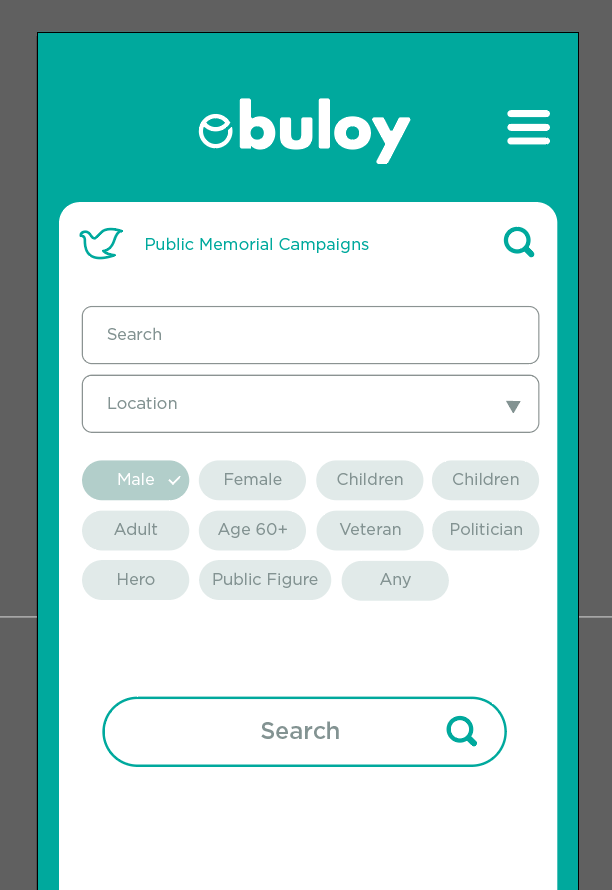 ebuloy
Public Memorial Campaigns
Search
Location
Male Female Children Children
Adult Age 60+ Veteran Politician
Hero Public Figure Any
Search